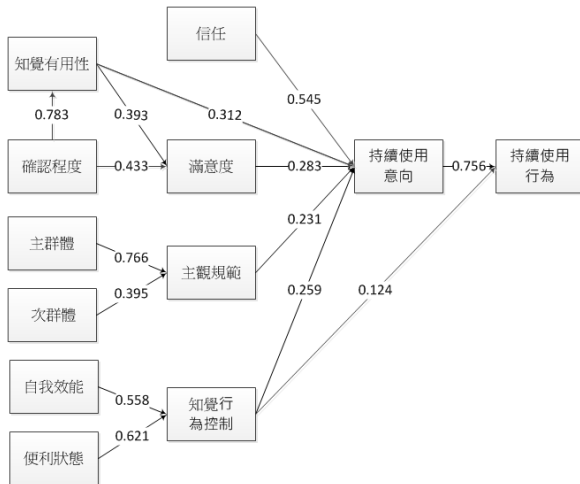 信任
知覺有用性
0.545
0.783
0.393
0.312
確認程度
0.433
滿意度
0.283
持續使用
意向
0.756
持續使用
行為
主群體
0.766
0.231
主觀規範
次群體
0.395
0.259
0.124
自我效能
0.558
知覺行
為控制
便利狀態
0.621